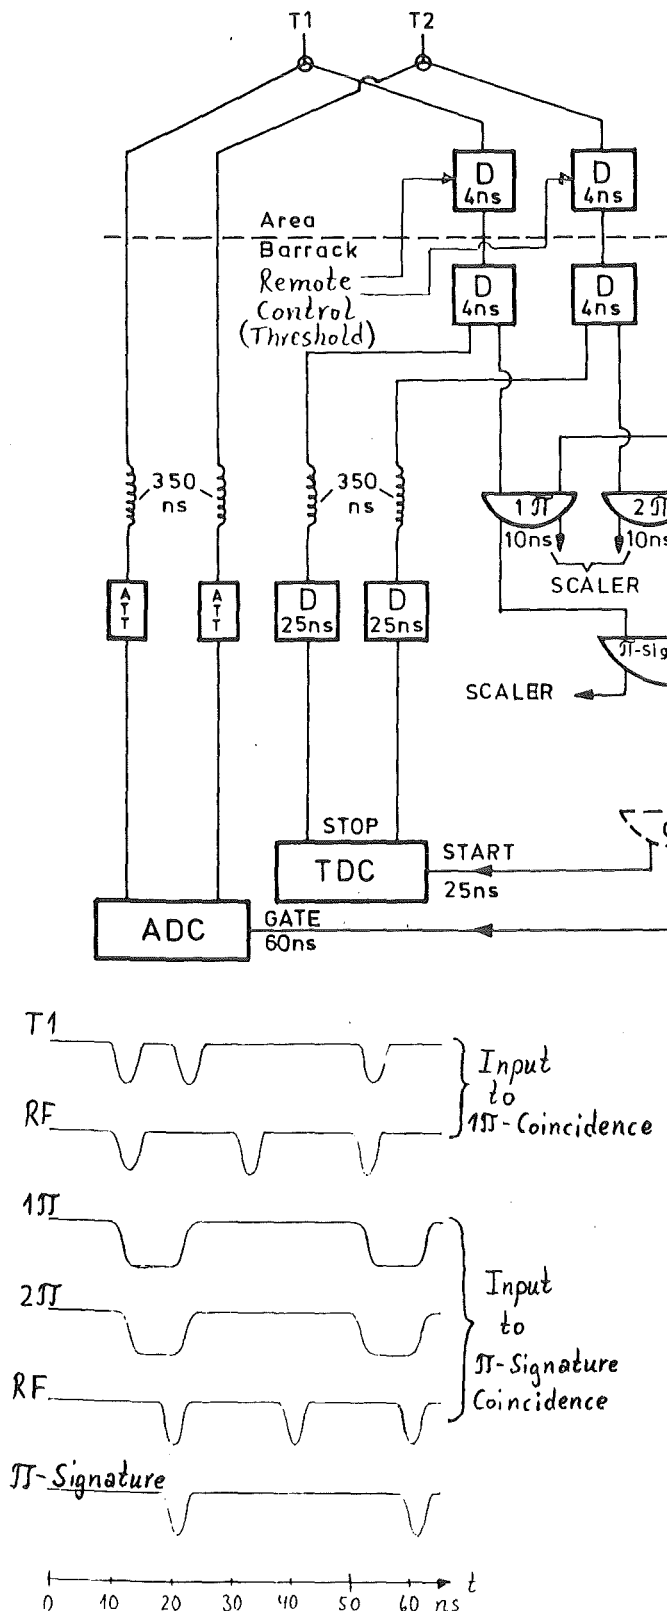 T1 T2
D D
4ns 4ns
Area
Barrack
Remote
Control
(Threshold)
D D
4ns 4ns
350 350
ns ns
1π 2π
10ns 10ns
SCALER
ATT ATT
D D
25ns 25ns
π-Sig
SCALER
STOP
TDC
START
25ns
ADC
GATE
60ns
T1
RF
Input
to
1π-Coincidence
1π
2π
RF
Input
to
π-Signature
Coincidence
π-Signature
0 10 20 30 40 50 60 ns t